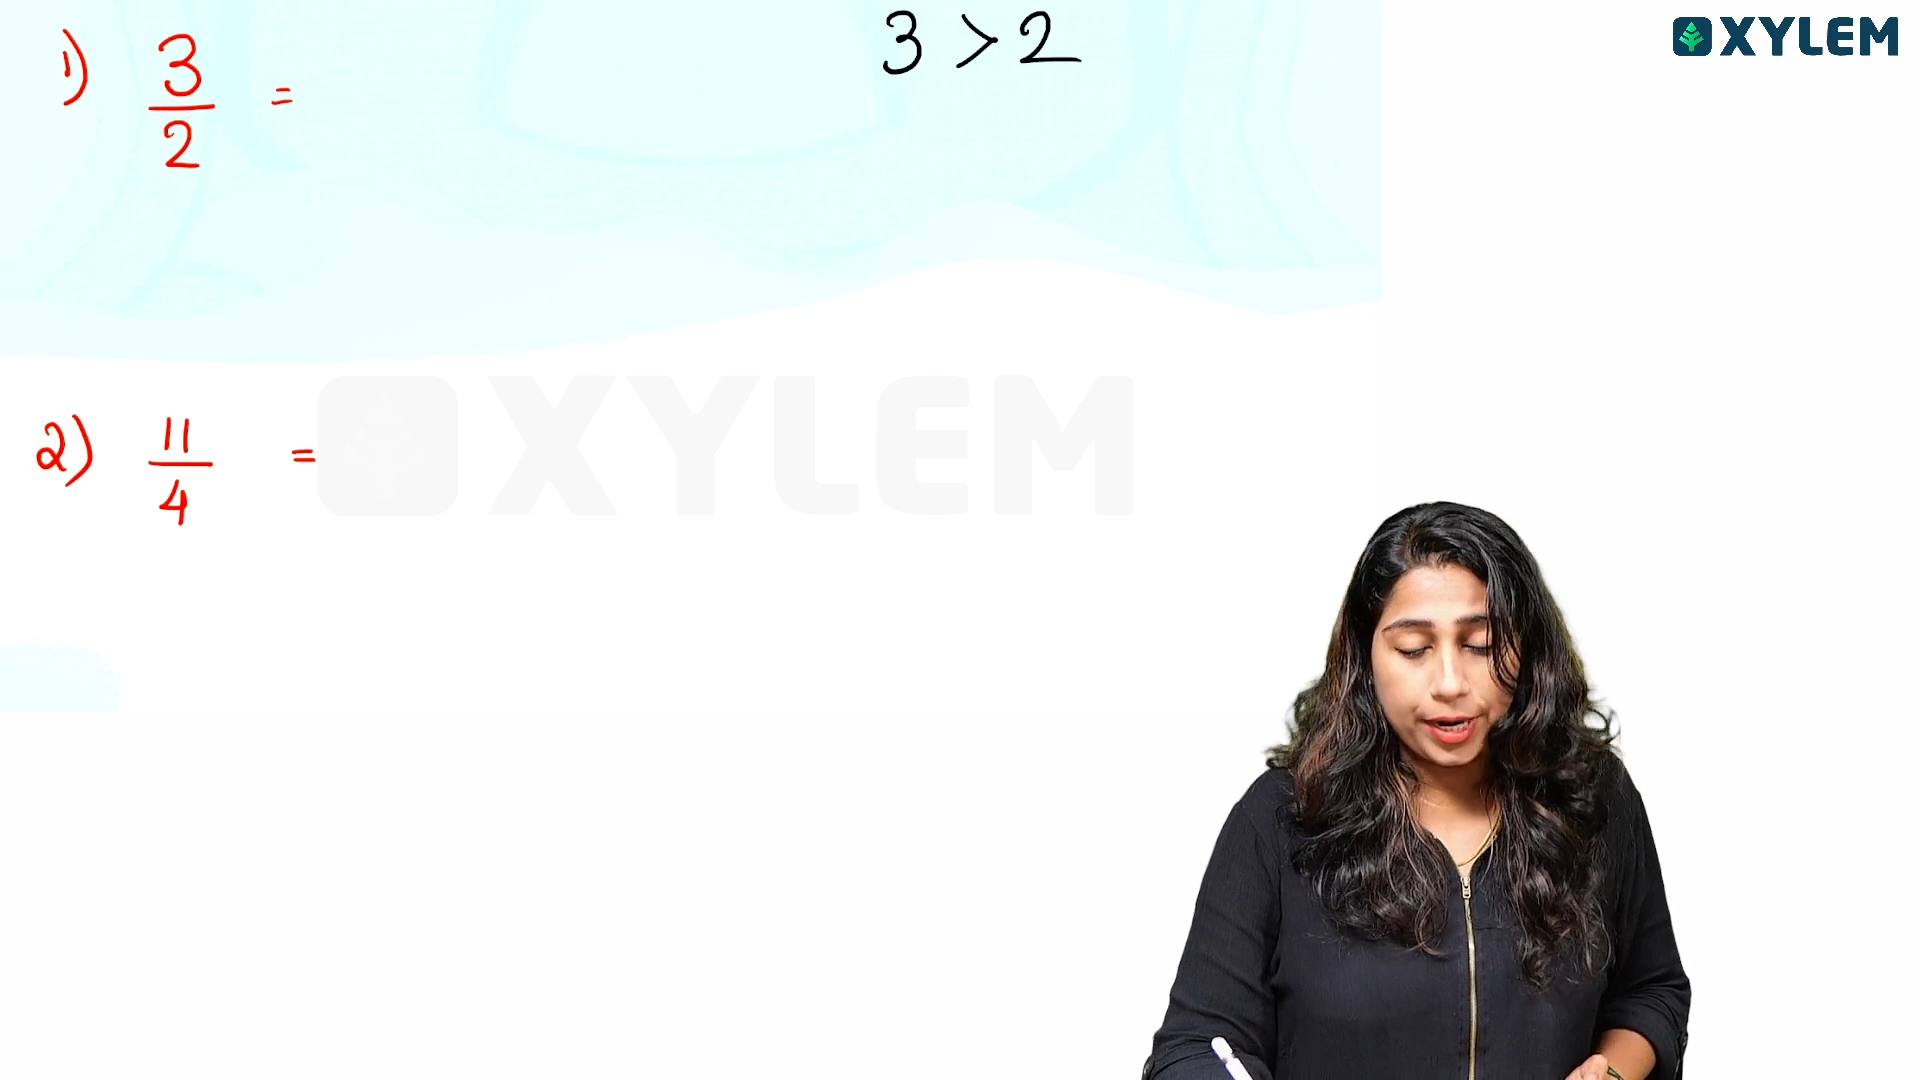 3 > 2
XYLEM
1) 3/2 =
XYLEM
2) 11/4 =